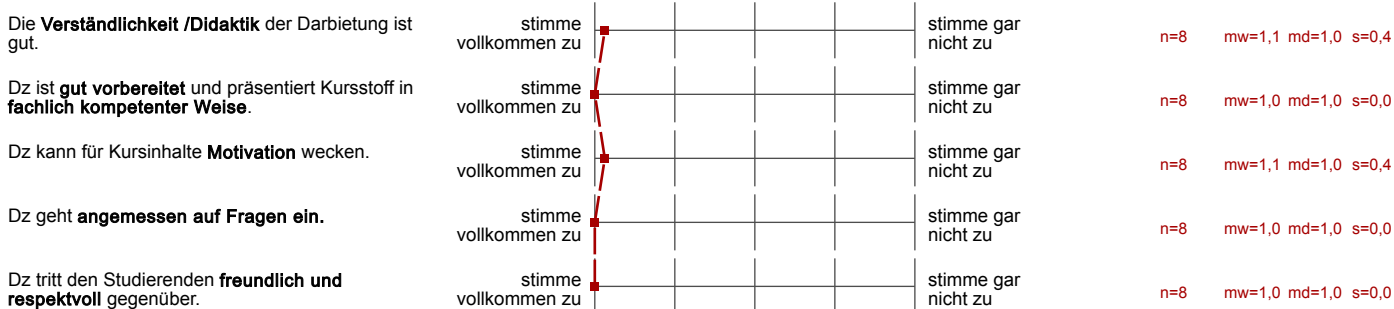 Die Verständlichkeit /Didaktik der Darbietung ist
gut.
stimme
vollkommen zu
stimme gar
nicht zu
n=8 mw=1,1 md=1,0 s=0,4
Dz ist gut vorbereitet und präsentiert Kursstoff in
fachlich kompetenter Weise.
stimme
vollkommen zu
stimme gar
nicht zu
n=8 mw=1,0 md=1,0 s=0,0
Dz kann für Kursinhalte Motivation wecken.
stimme
vollkommen zu
stimme gar
nicht zu
n=8 mw=1,1 md=1,0 s=0,4
Dz geht angemessen auf Fragen ein.
stimme
vollkommen zu
stimme gar
nicht zu
n=8 mw=1,0 md=1,0 s=0,0
Dz tritt den Studierenden freundlich und
respektvoll gegenüber.
stimme
vollkommen zu
stimme gar
nicht zu
n=8 mw=1,0 md=1,0 s=0,0